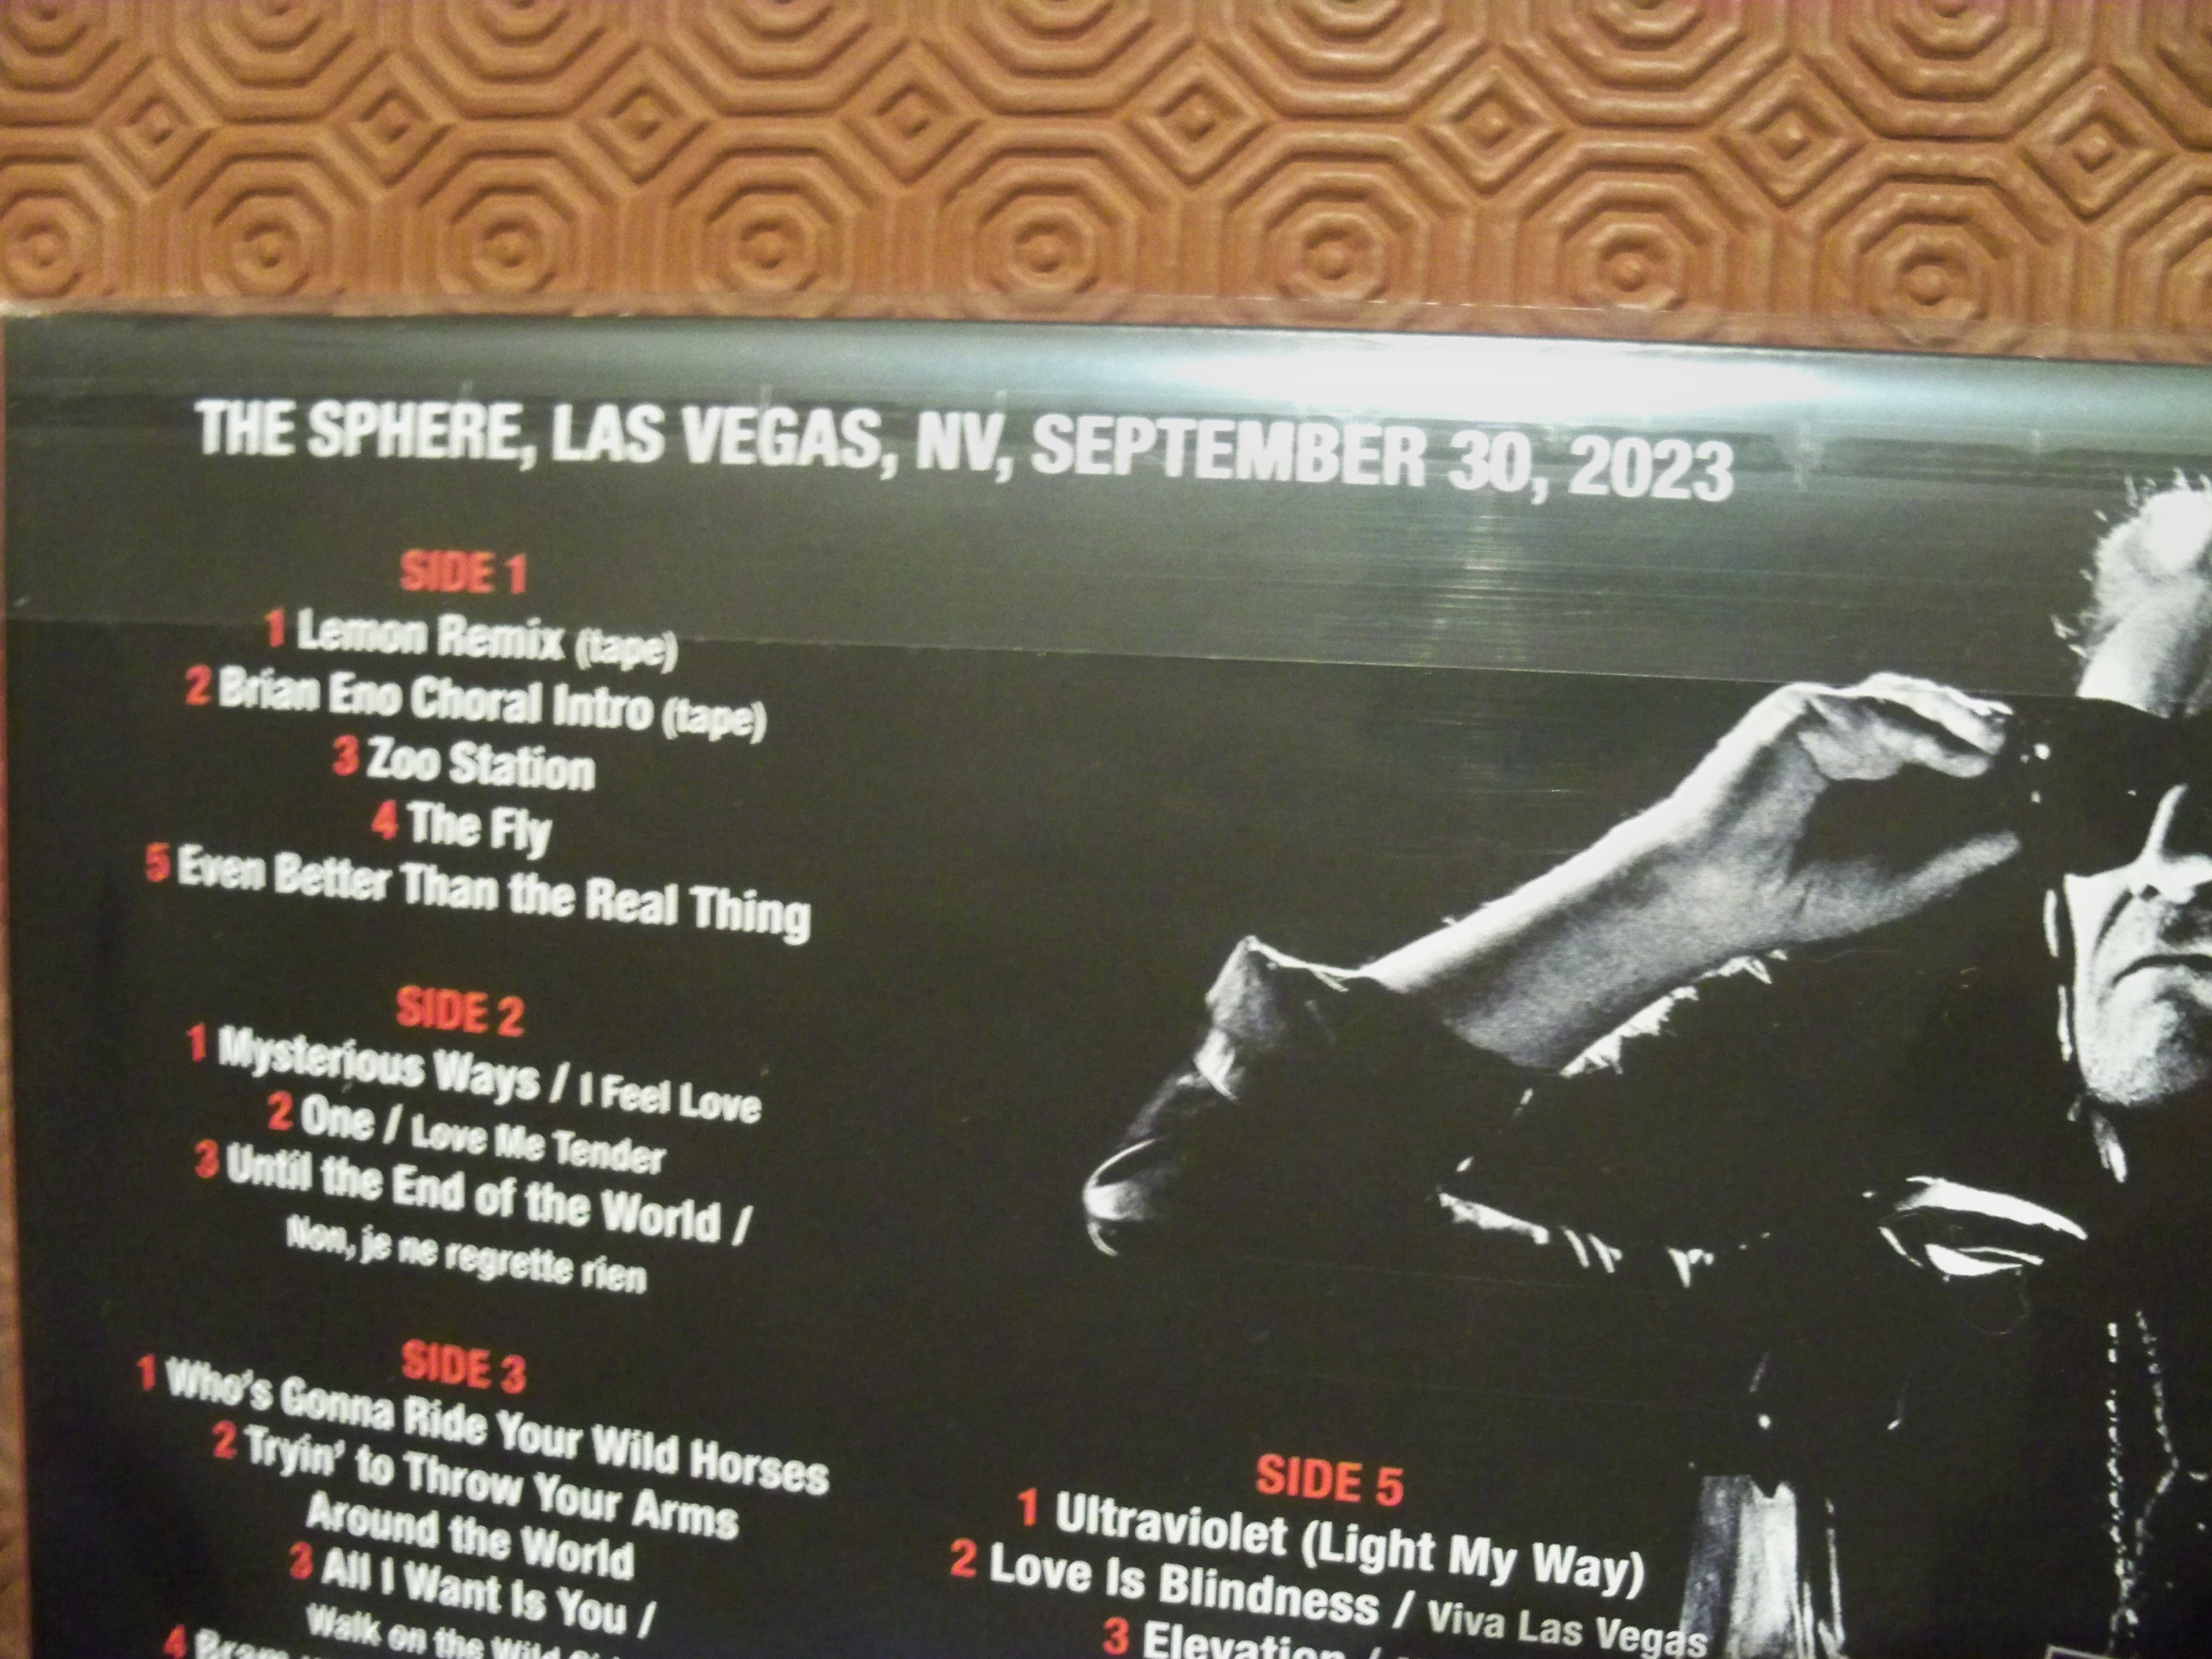 THE SPHERE, LAS VEGAS, NV, SEPTEMBER 30, 2023
SIDE 1
1 Lemon Remix (tape)
2 Brian Eno Choral Intro (tape)
3 Zoo Station
4 The Fly
5 Even Better Than the Real Thing
SIDE 2
1 Mysterious Ways / I Feel Love
2 One / Love Me Tender
3 Until the End of the World /
Non, je ne regrette rien
SIDE 3
1 Who's Gonna Ride Your Wild Horses
2 Tryin' to Throw Your Arms
Around the World
3 All I Want Is You /
Walk on the Wild
4
SIDE 5
1 Ultraviolet (Light My Way)
2 Love Is Blindness / Viva Las Vegas
3 Elevation /